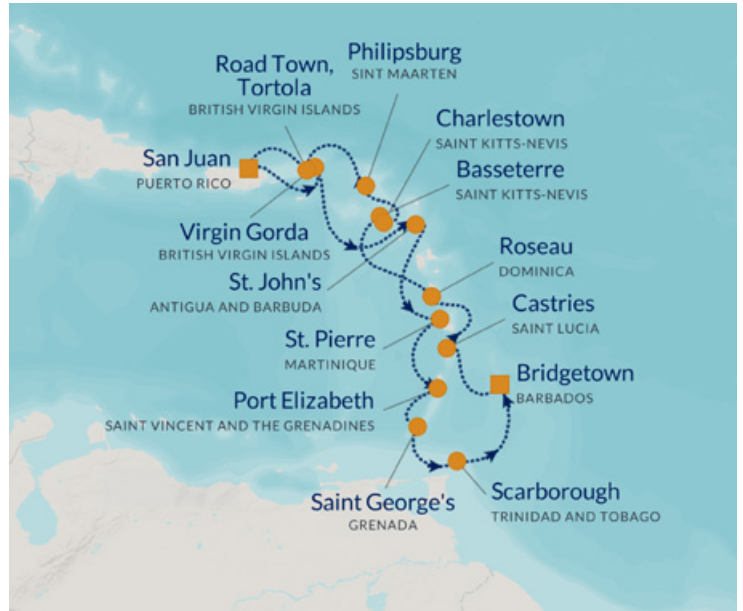 Philipsburg
SINT MAARTEN
Road Town,
Tortola
BRITISH VIRGIN ISLANDS
Charlestown
SAINT KITTS-NEVIS
San Juan
PUERTO RICO
Basseterre
SAINT KITTS-NEVIS
Virgin Gorda
BRITISH VIRGIN ISLANDS
Roseau
DOMINICA
St. John's
ANTIGUA AND BARBUDA
Castries
SAINT LUCIA
St. Pierre
MARTINIQUE
Bridgetown
BARBADOS
Port Elizabeth
SAINT VINCENT AND THE GRENADINES
Saint George's
GRENADA
Scarborough
TRINIDAD AND TOBAGO